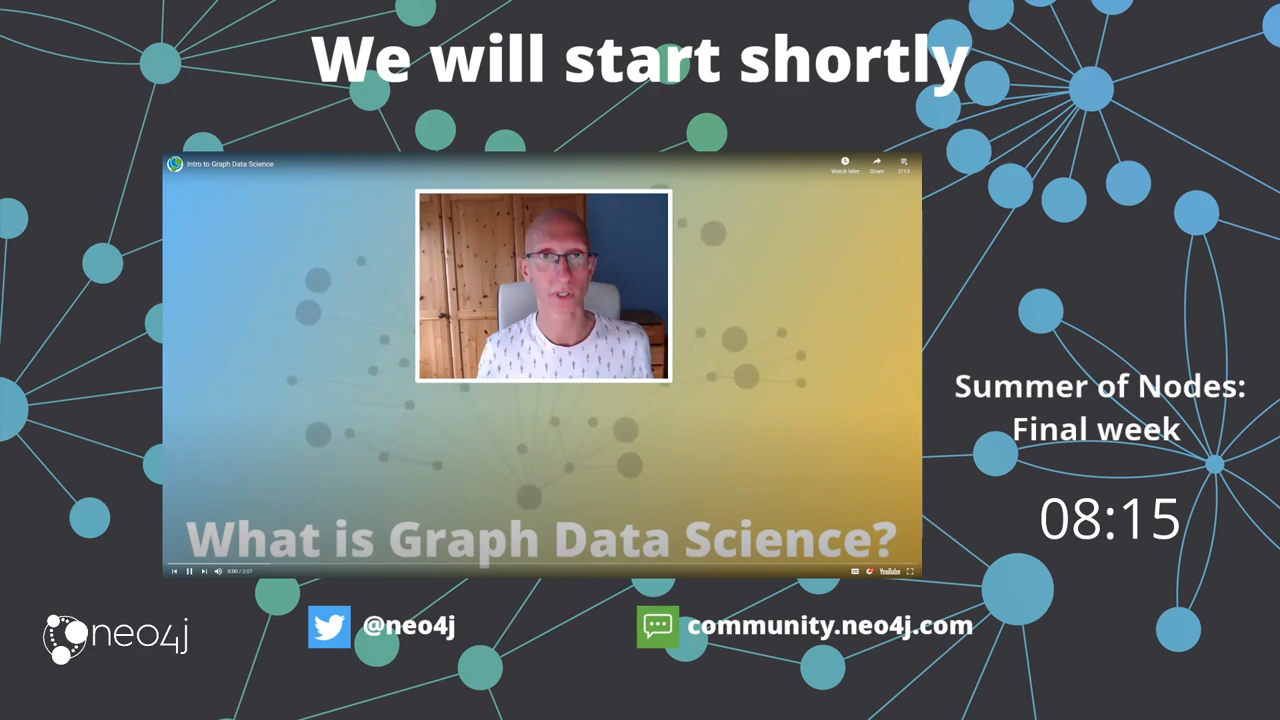 We will start shortly
Intro to Graph Data Science
Watch later
Share
2/13
What is Graph Data Science?
0:00 / 2:07
YouTube
Summer of Nodes:
Final week
08:15
neo4j
@neo4j
community.neo4j.com